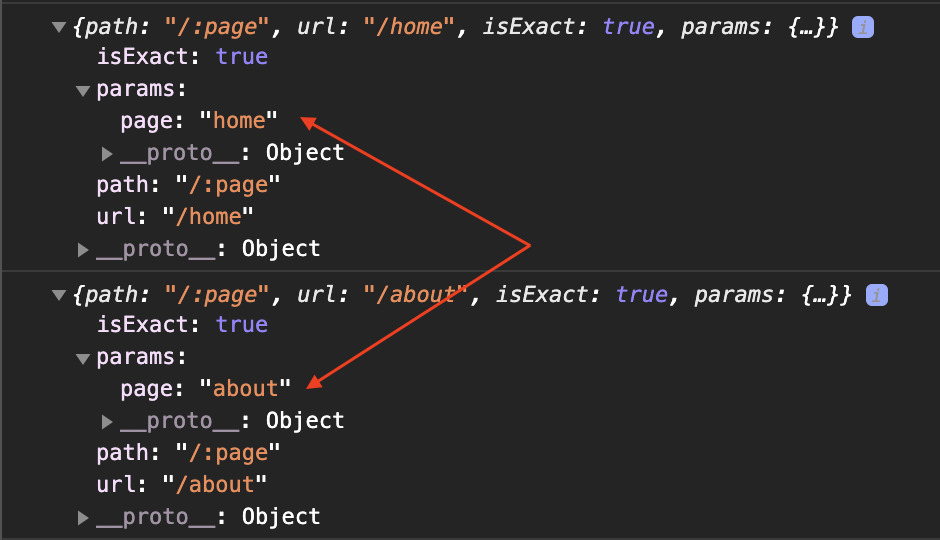 {path: "/:page", url: "/home", isExact: true, params: {…}} i
isExact: true
params:
page: "home"
__proto__: Object
path: "/:page"
url: "/home"
__proto__: Object
{path: "/:page", url: "/about", isExact: true, params: {…}} i
isExact: true
params:
page: "about"
__proto__: Object
path: "/:page"
url: "/about"
__proto__: Object